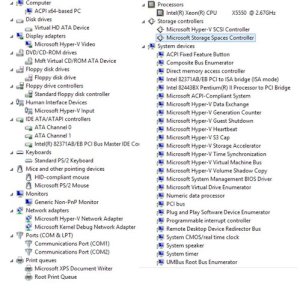 Computer
ACPI x64-based PC
Disk drives
Virtual HD ATA Device
Display adapters
Microsoft Hyper-V Video
DVD/CD-ROM drives
Msft Virtual CD/ROM ATA Device
Floppy disk drives
Floppy disk drive
Floppy drive controllers
Standard floppy disk controller
Human Interface Devices
Microsoft Hyper-V Input
IDE ATA/ATAPI controllers
ATA Channel 0
ATA Channel 1
Intel(R) 82371AB/EB PCI Bus Master IDE Co
Keyboards
Standard PS/2 Keyboard
Mice and other pointing devices
HID-compliant mouse
Microsoft PS/2 Mouse
Monitors
Generic Non-PnP Monitor
Network adapters
Microsoft Hyper-V Network Adapter
Microsoft Kernel Debug Network Adapter
Ports (COM & LPT)
Communications Port (COM1)
Communications Port (COM2)
Print queues
Microsoft XPS Document Writer
Root Print Queue
Processors
Intel(R) Xeon(R) CPU X5550 @ 2.67GHz
Storage controllers
Microsoft Hyper-V SCSI Controller
Microsoft Storage Spaces Controller
System devices
ACPI Fixed Feature Button
Composite Bus Enumerator
Direct memory access controller
Intel 82371AB/EB PCI to ISA bridge (ISA mode)
Intel 82443BX Pentium(R) II Processor to PCI Bridge
Microsoft ACPI-Compliant System
Microsoft Hyper-V Data Exchange
Microsoft Hyper-V Generation Counter
Microsoft Hyper-V Guest Shutdown
Microsoft Hyper-V Heartbeat
Microsoft Hyper-V S3 Cap
Microsoft Hyper-V Storage Accelerator
Microsoft Hyper-V Time Synchronization
Microsoft Hyper-V Virtual Machine Bus
Microsoft Hyper-V Volume Shadow Copy
Microsoft System Management BIOS Driver
Microsoft Virtual Drive Enumerator
Numeric data processor
PCI bus
Plug and Play Software Device Enumerator
Programmable interrupt controller
Remote Desktop Device Redirector Bus
System CMOS/real time clock
System speaker
System timer
UMBus Root Bus Enumerator